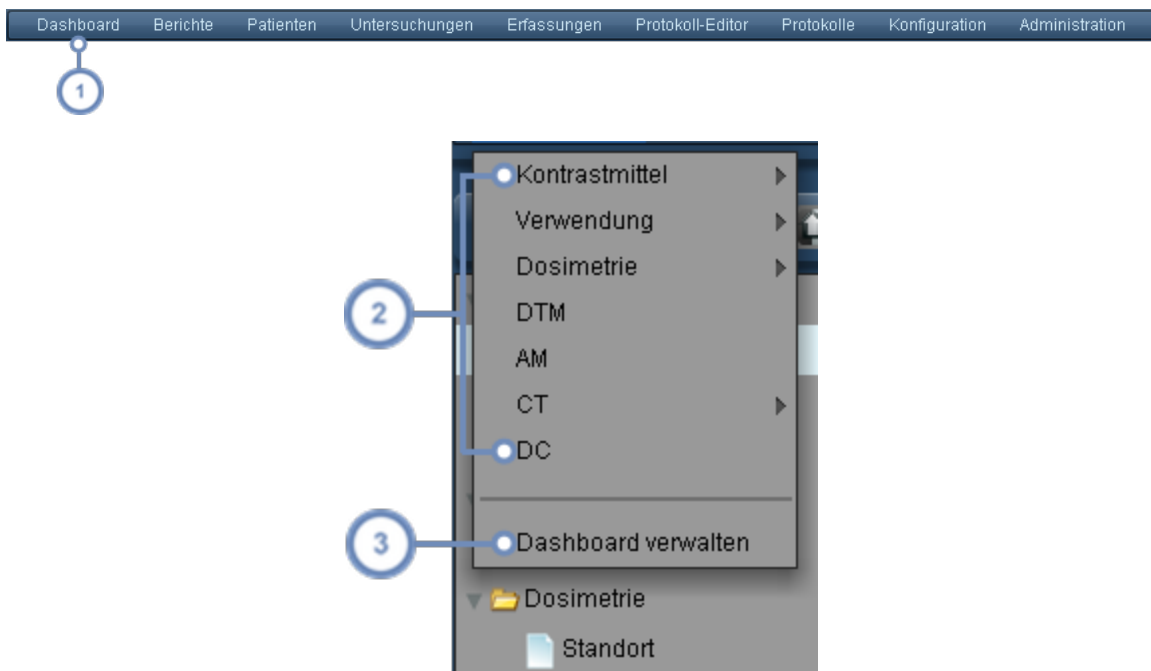 Dashboard Berichte Patienten Untersuchungen Erfassungen Protokoll-Editor Protokolle Konfiguration Administration
1
Kontrastmittel
Verwendung
Dosimetrie
2
DTM
AM
CT
DC
3
Dashboard verwalten
Dosimetrie
Standort